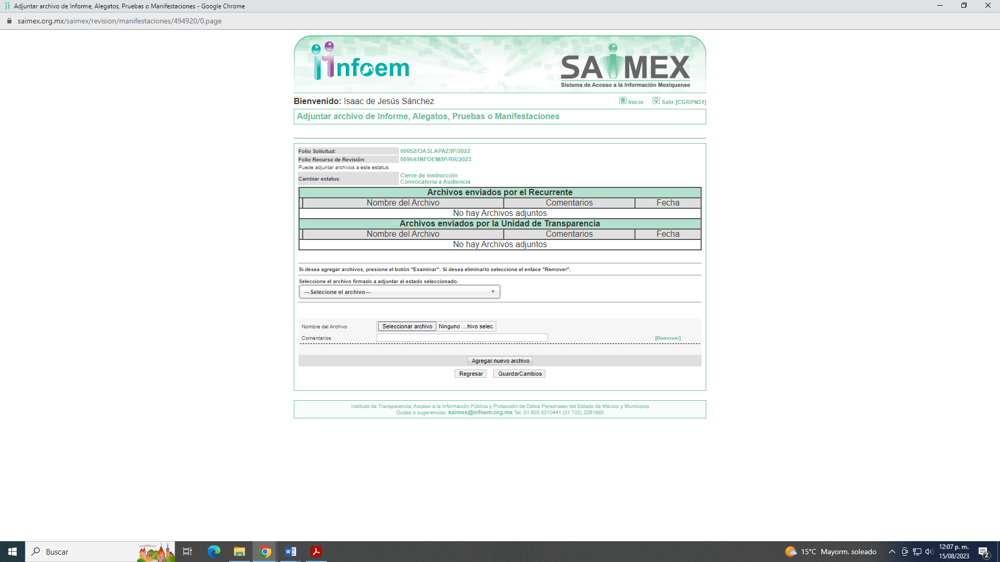 Adjuntar archivo de Informe, Alegatos, Pruebas o Manifestaciones - Google Chrome
saimex.org.mx/saimex/revision/manifestaciones/494920/0.page
infoem
SAIMEX
Sistema de Acceso a la Información Mexiquense
Bienvenido: Isaac de Jesús Sánchez
Inicio Salir [CGRPN31]
Adjuntar archivo de Informe, Alegatos, Pruebas o Manifestaciones
Folio Solicitud: 00052/OASLAPAZ/IP/2022
Folio Recurso de Revisión: 00954/INFOEM/IP/RR/2023
Puede adjuntar archivos a este estatus
Cambiar estatus: Cierre de instrucción
Convocatoria a Audiencia
Archivos enviados por el Recurrente
Nombre del Archivo Comentarios Fecha
No hay Archivos adjuntos
Archivos enviados por la Unidad de Transparencia
Nombre del Archivo Comentarios Fecha
No hay Archivos adjuntos
Si desea agregar archivos, presione el botón "Examinar". Si desea eliminarlo seleccione el enlace "Remover".
Seleccione el archivo firmado a adjuntar al estado seleccionado.
---Selecione el archivo---
Nombre del Archivo Seleccionar archivo Ninguno ...hivo selec.
Comentarios [Remover]
Agregar nuevo archivo
Regresar GuardarCambios
Instituto de Transparencia, Acceso a la Información Pública y Protección de Datos Personales del Estado de México y Municipios
Dudas o sugerencias: saimex@infoem.org.mx Tel. 01 800 8210441 (01 722) 2261980
Buscar
15°C Mayorm. soleado
12:07 p. m.
15/08/2023
2